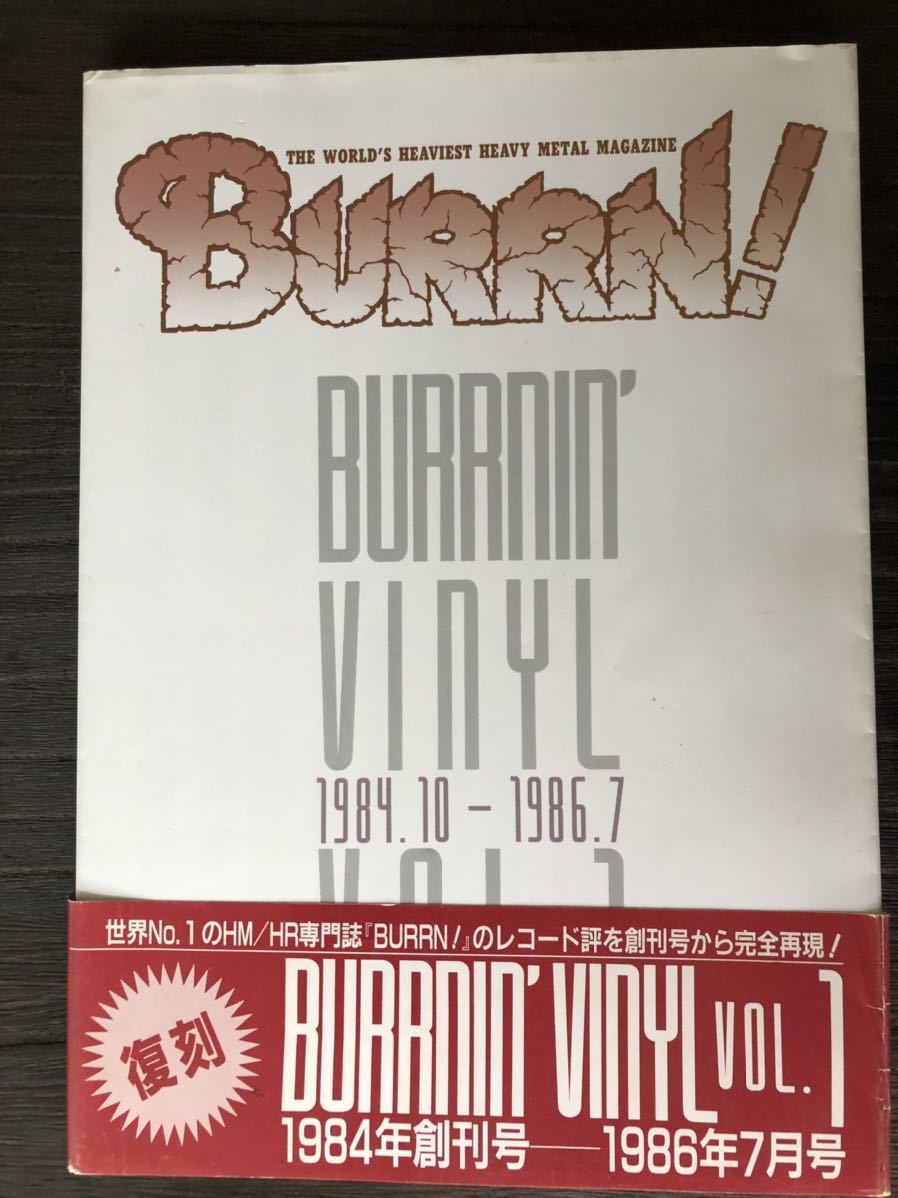 THE WORLD'S HEAVIEST HEAVY METAL MAGAZINE
BURRN!
BURRNIN'
VINYL
1984.10-1986.7
VOL.1
世界No.1のHM/HR専門誌『BURRN!』のレコード評を創刊号から完全再現!
復刻
BURRNIN' VINYL VOL.1
1984年創刊号──1986年7月号